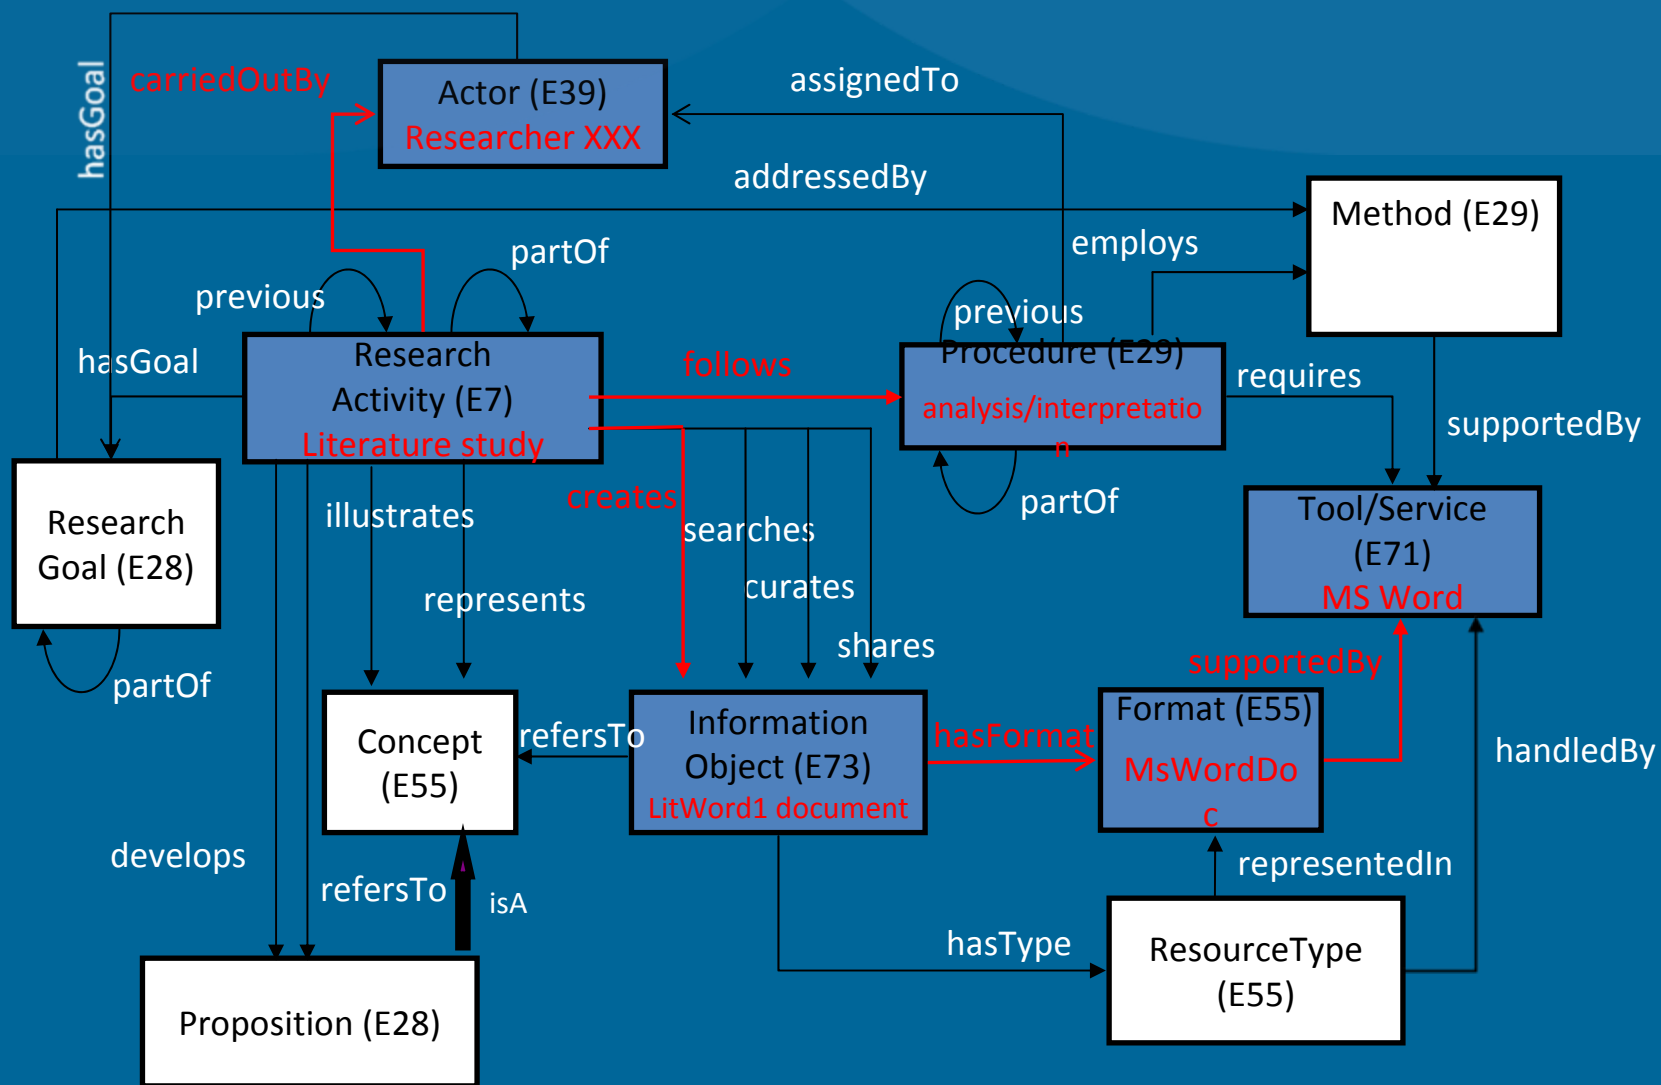 hasGoal
carriedOutBy
Actor (E39)
Researcher XXX
assignedTo
addressedBy
Method (E29)
employs
partOf
previous
previous
hasGoal
Research
Activity (E7)
Literature study
follows
Procedure (E29)
analysis/interpretatio
n
requires
supportedBy
partOf
Research
Goal (E28)
partOf
illustrates
represents
creates
searches
curates
shares
Tool/Service
(E71)
MS Word
supportedBy
handledBy
Concept
(E55)
refersTo
Information
Object (E73)
LitWord1 document
hasFormat
Format (E55)
MsWordDo
c
develops
refersTo
isA
representedIn
hasType
ResourceType
(E55)
Proposition (E28)